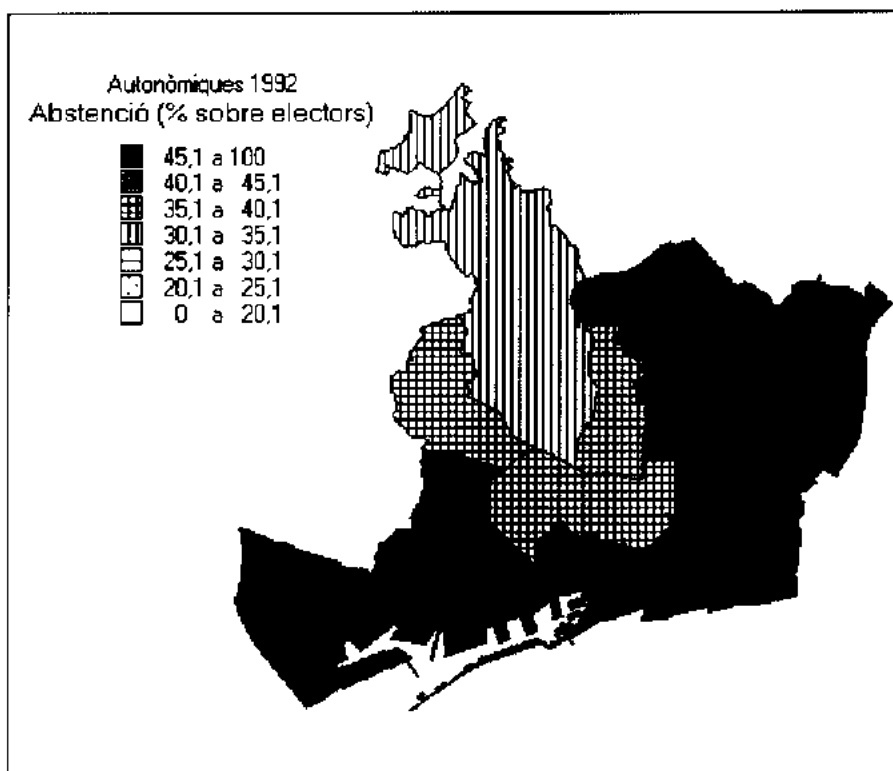 Autonòmiques 1992
Abstenció (% sobre electors)
45,1 a 100
40,1 a 45,1
35,1 a 40,1
30,1 a 35,1
25,1 a 30,1
20,1 a 25,1
0 a 20,1